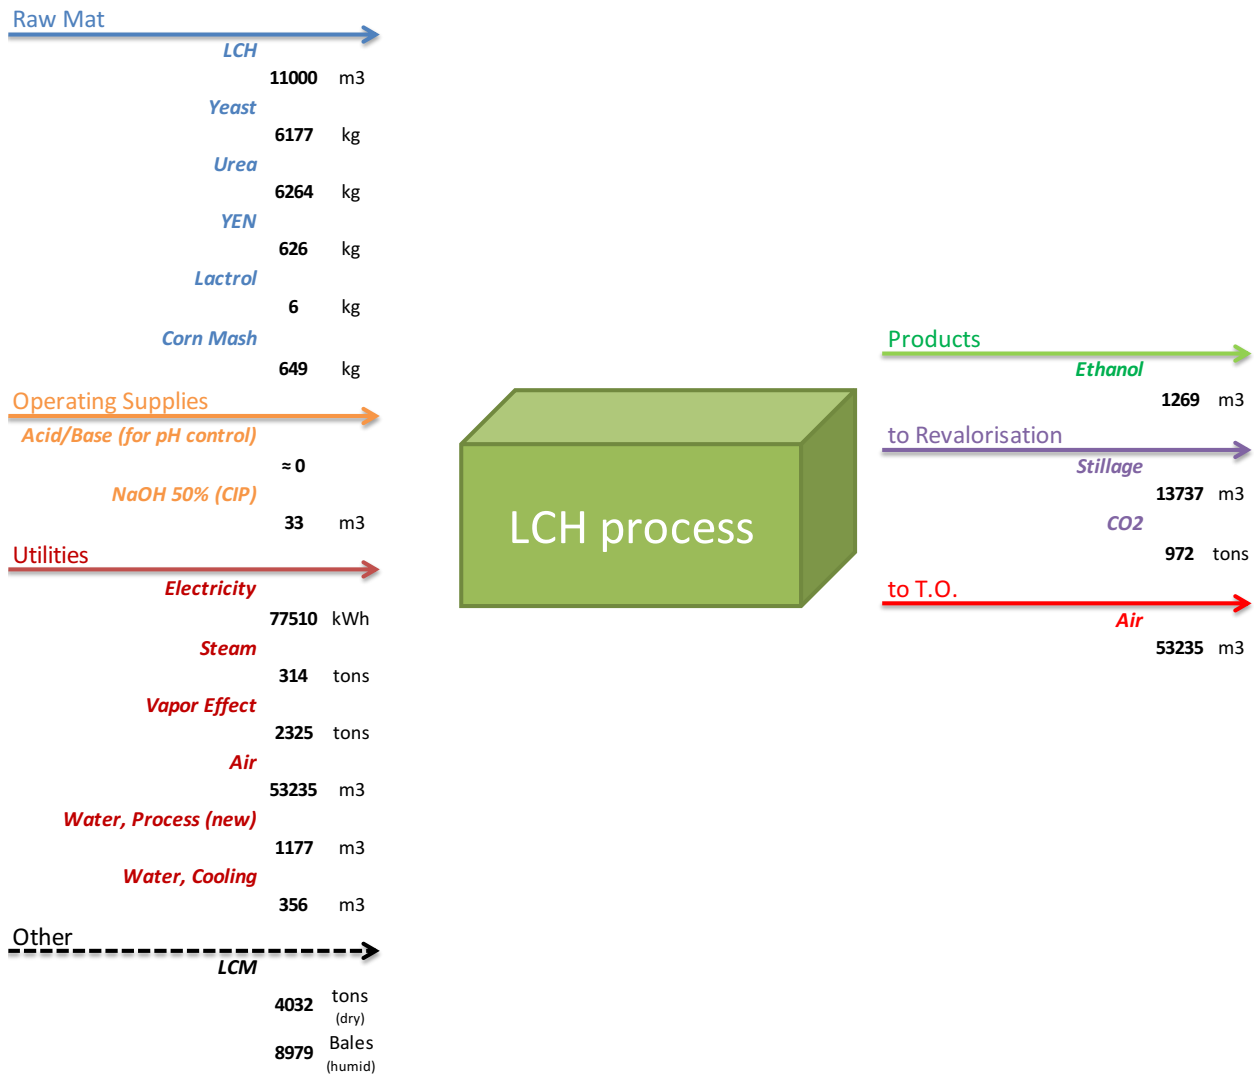 Raw Mat
LCH
11000 m3
Yeast
6177 kg
Urea
6264 kg
YEN
626 kg
Lactrol
6 kg
Corn Mash
649 kg
Operating Supplies
Acid/Base (for pH control)
≈ 0
NaOH 50% (CIP)
33 m3
Utilities
Electricity
77510 kWh
Steam
314 tons
Vapor Effect
2325 tons
Air
53235 m3
Water, Process (new)
1177 m3
Water, Cooling
356 m3
Other
LCM
4032 tons
(dry)
8979 Bales
(humid)
LCH process
Products
Ethanol
1269 m3
to Revalorisation
Stillage
13737 m3
CO2
972 tons
to T.O.
Air
53235 m3